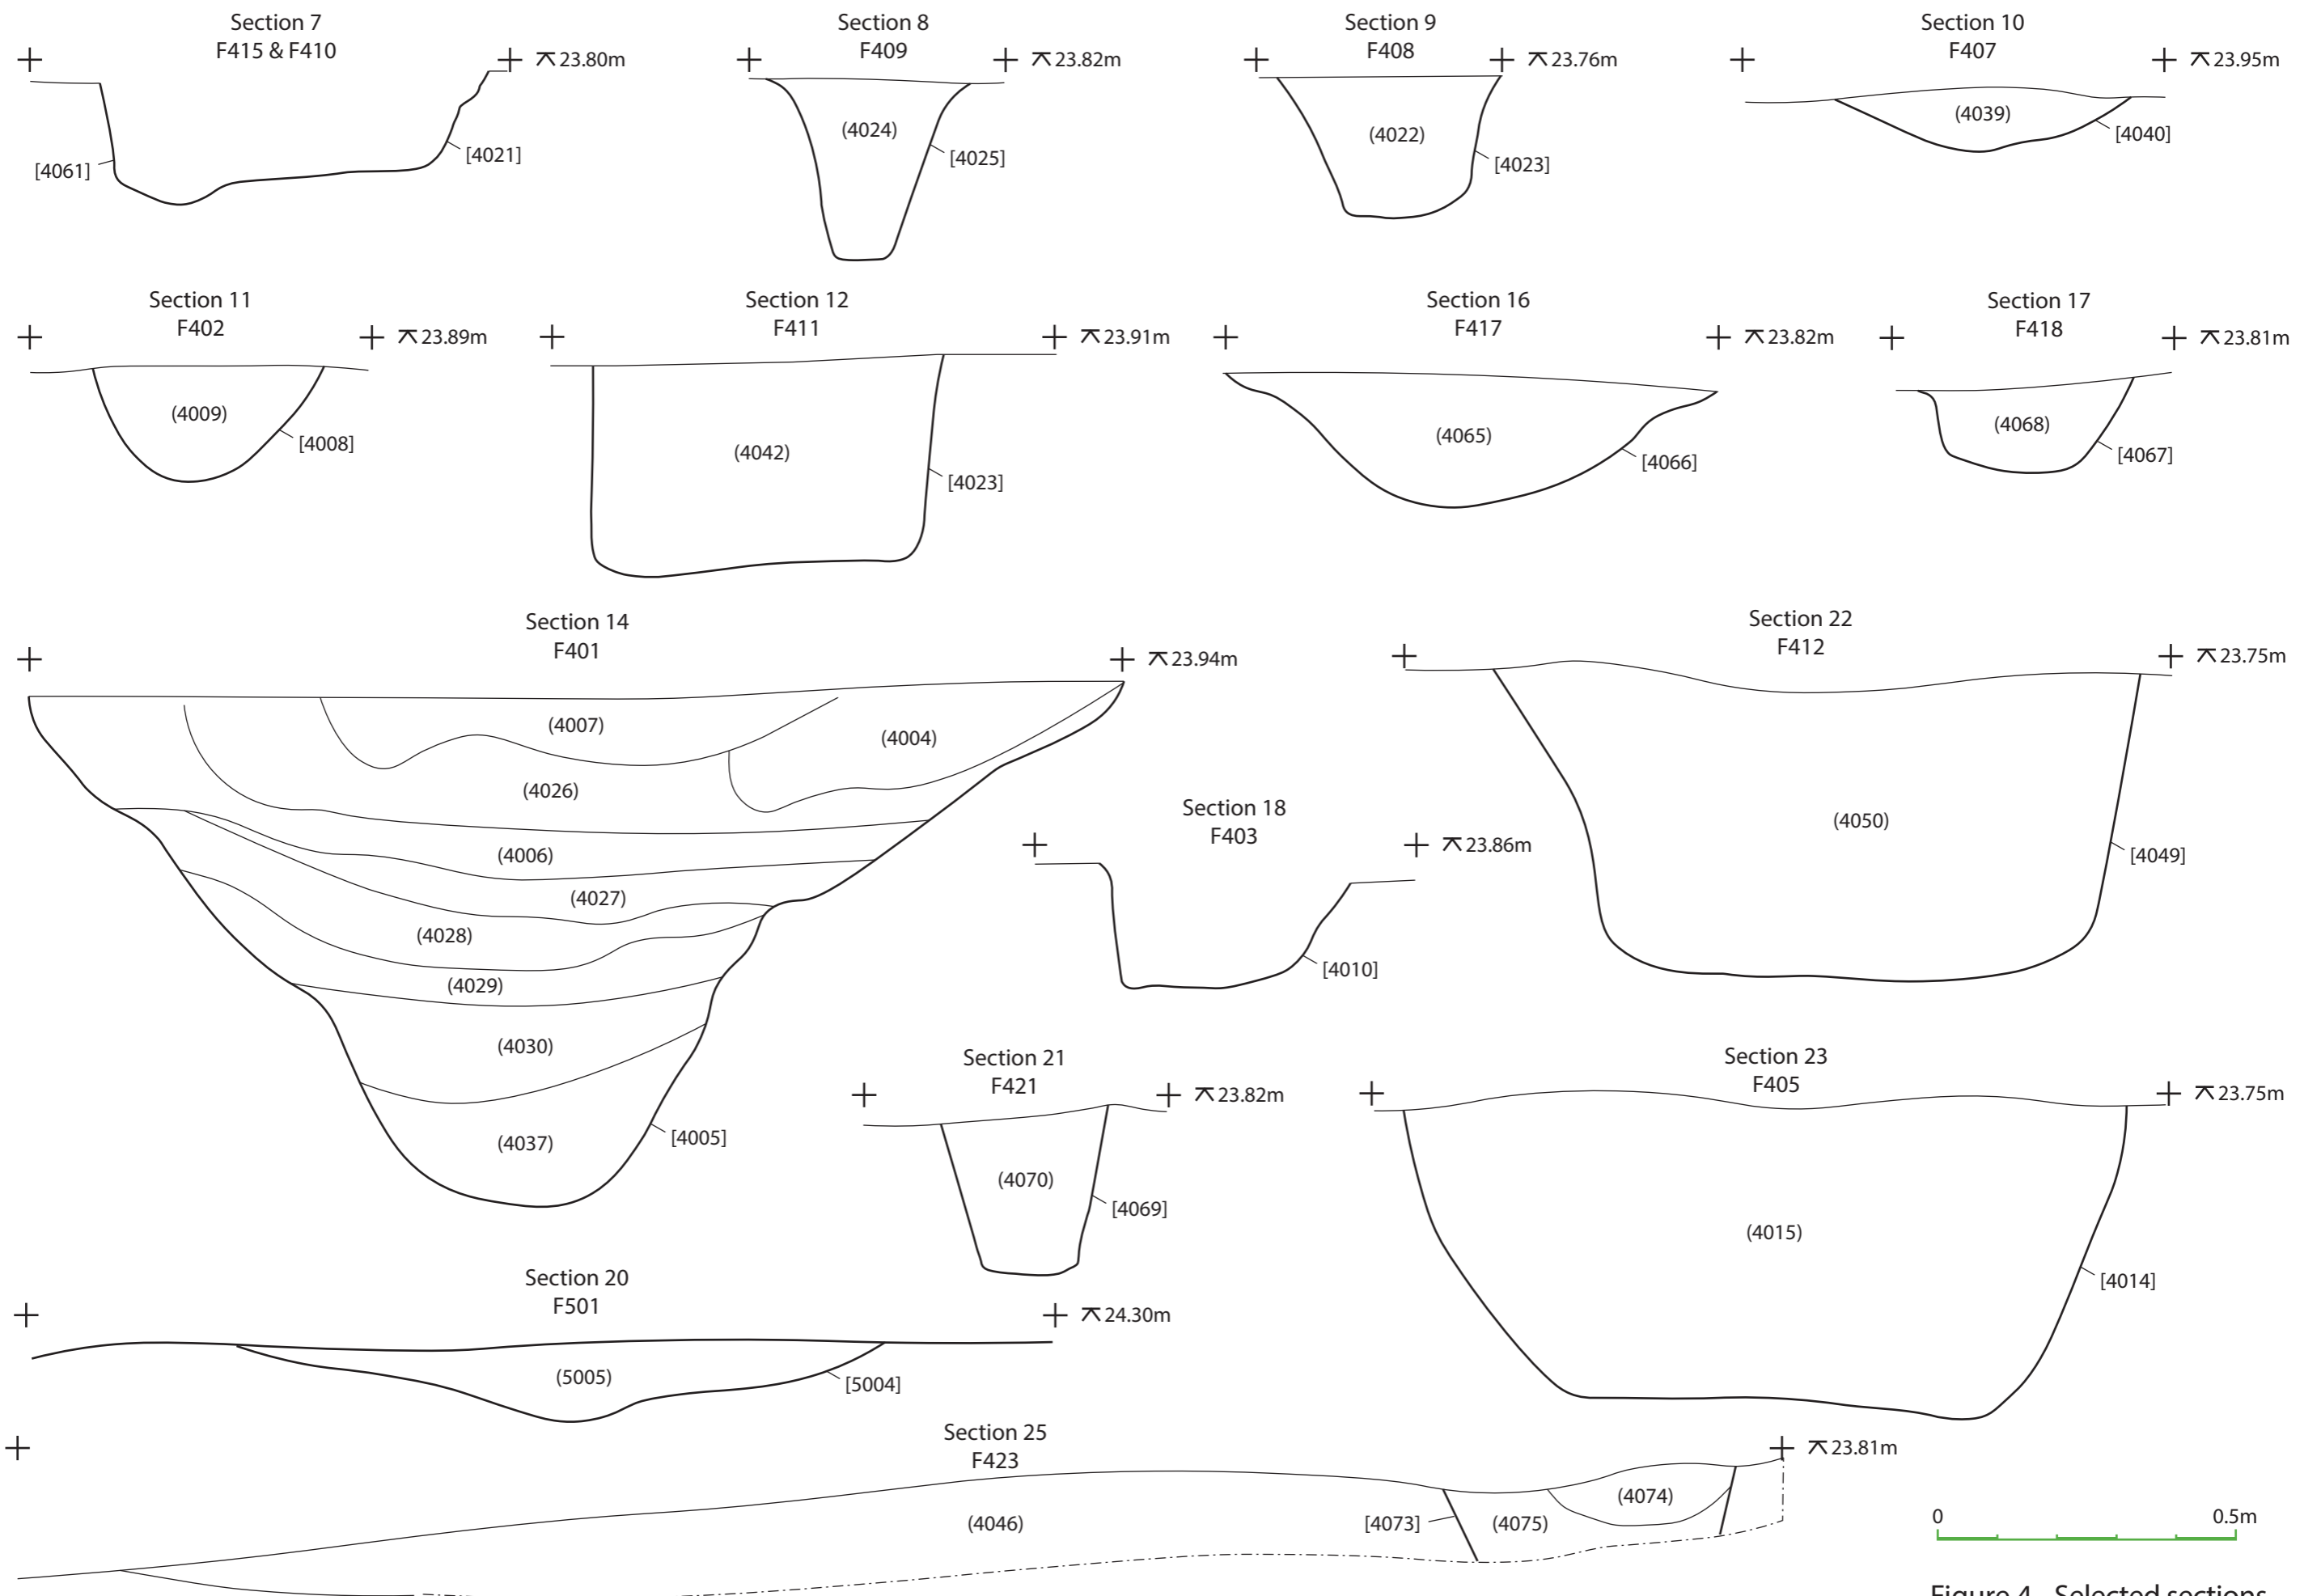 Section 7
F415 & F410
23.80m
[4061]
[4021]
Section 8
F409
23.82m
(4024)
[4025]
Section 9
F408
23.76m
(4022)
[4023]
Section 10
F407
23.95m
(4039)
[4040]
Section 11
F402
23.89m
(4009)
[4008]
Section 12
F411
23.91m
(4042)
[4023]
Section 16
F417
23.82m
(4065)
[4066]
Section 17
F418
23.81m
(4068)
[4067]
Section 14
F401
23.94m
(4007)
(4004)
(4026)
(4006)
(4027)
(4028)
(4029)
(4030)
(4037)
[4005]
Section 22
F412
23.75m
(4050)
[4049]
Section 18
F403
23.86m
[4010]
Section 21
F421
23.82m
(4070)
[4069]
Section 23
F405
23.75m
(4015)
[4014]
Section 20
F501
24.30m
(5005)
[5004]
Section 25
F423
23.81m
(4046)
[4073]
(4075)
(4074)
0 0.5m
Figure 4 Selected sections